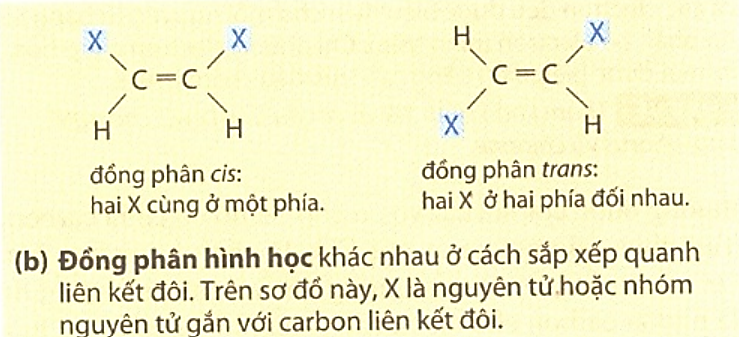 X X H X
C=C C=C
H H X H
đồng phân cis: đồng phân trans:
hai X cùng ở một phía. hai X ở hai phía đối nhau.
(b) Đồng phân hình học khác nhau ở cách sắp xếp quanh
liên kết đôi. Trên sơ đồ này, X là nguyên tử hoặc nhóm
nguyên tử gắn với carbon liên kết đôi.